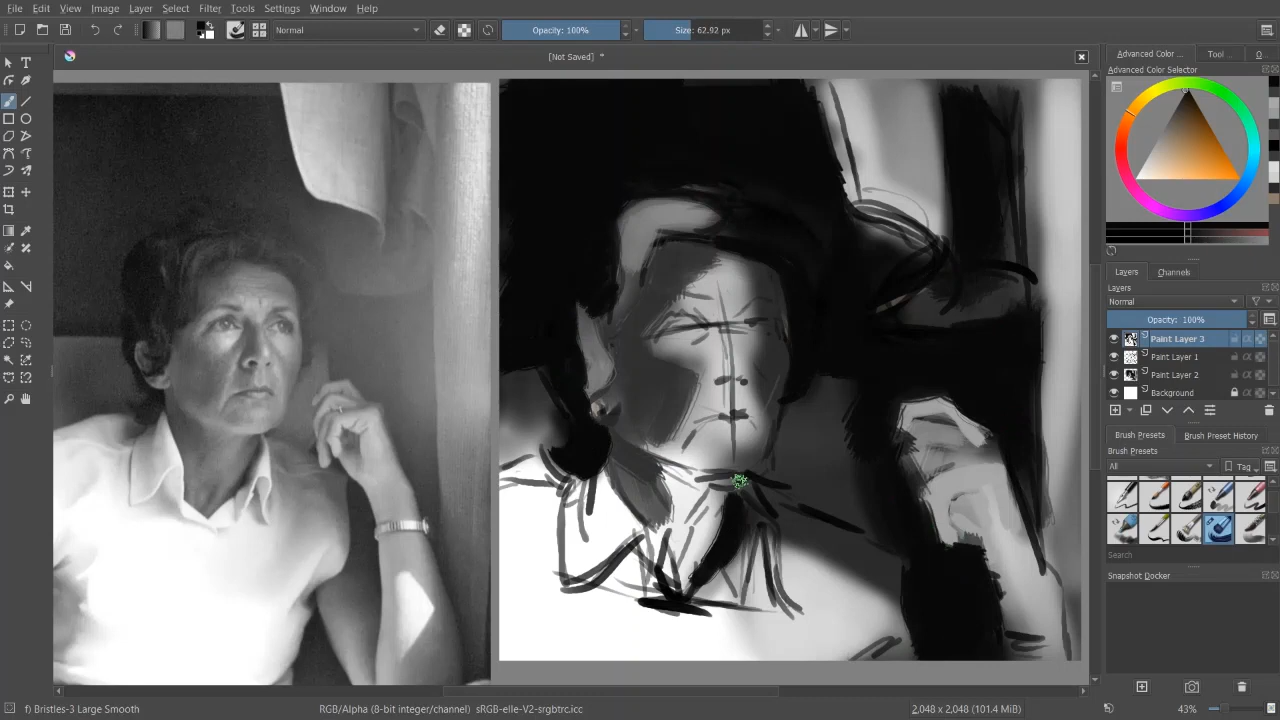 File Edit View Image Layer Select Filter Tools Settings Window Help
Normal Opacity: 100% Size: 62.92 px
[Not Saved] *
Advanced Color ... Tool ... O...
Advanced Color Selector
Layers Channels
Layers
Normal
Opacity: 100%
Paint Layer 3
Paint Layer 1
Paint Layer 2
Background
Brush Presets Brush Preset History
Brush Presets
All Tag
Search
Snapshot Docker
f) Bristles-3 Large Smooth RGB/Alpha (8-bit integer/channel) sRGB-elle-V2-srgbtrc.icc 2,048 x 2,048 (101.4 MiB) 43%